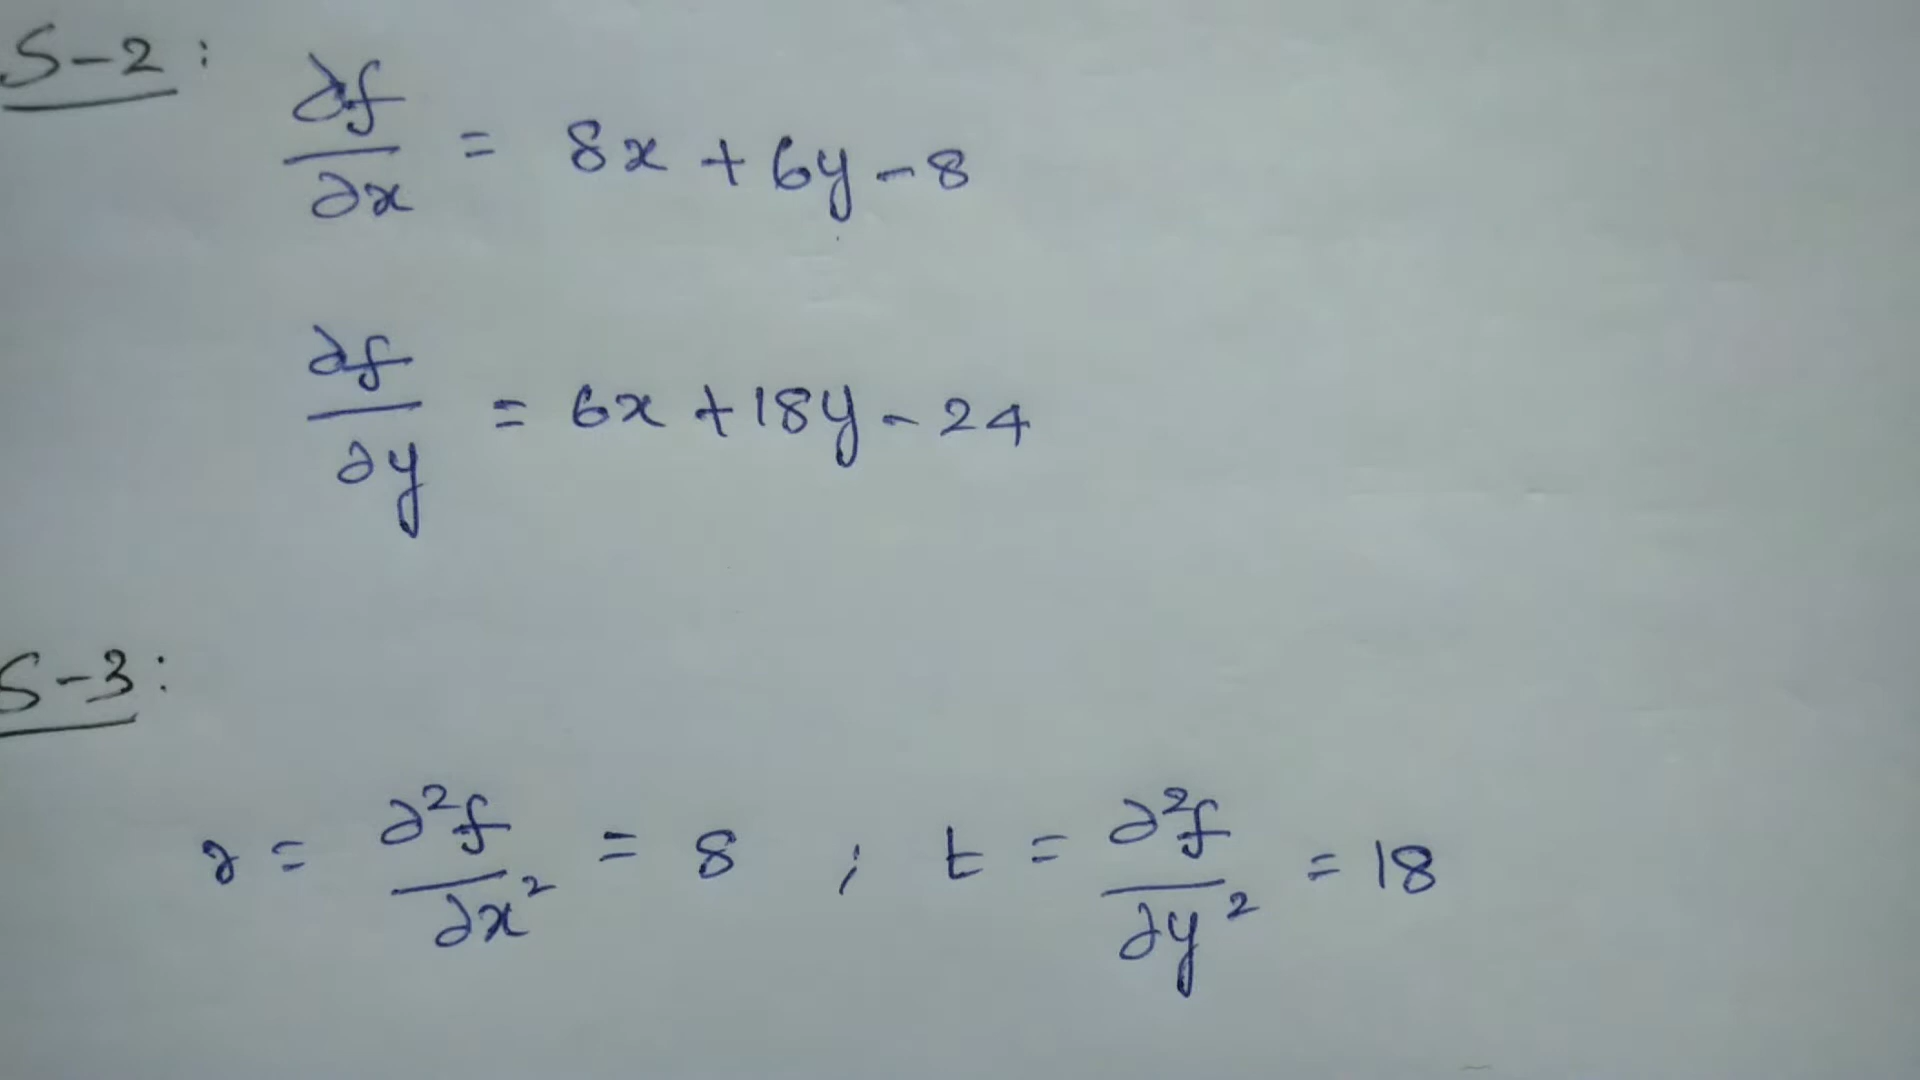 S-2: ∂f/∂x = 8x + 6y - 8
∂f/∂y = 6x + 18y - 24
S-3:
r = ∂²f/∂x² = 8 ; t = ∂²f/∂y² = 18